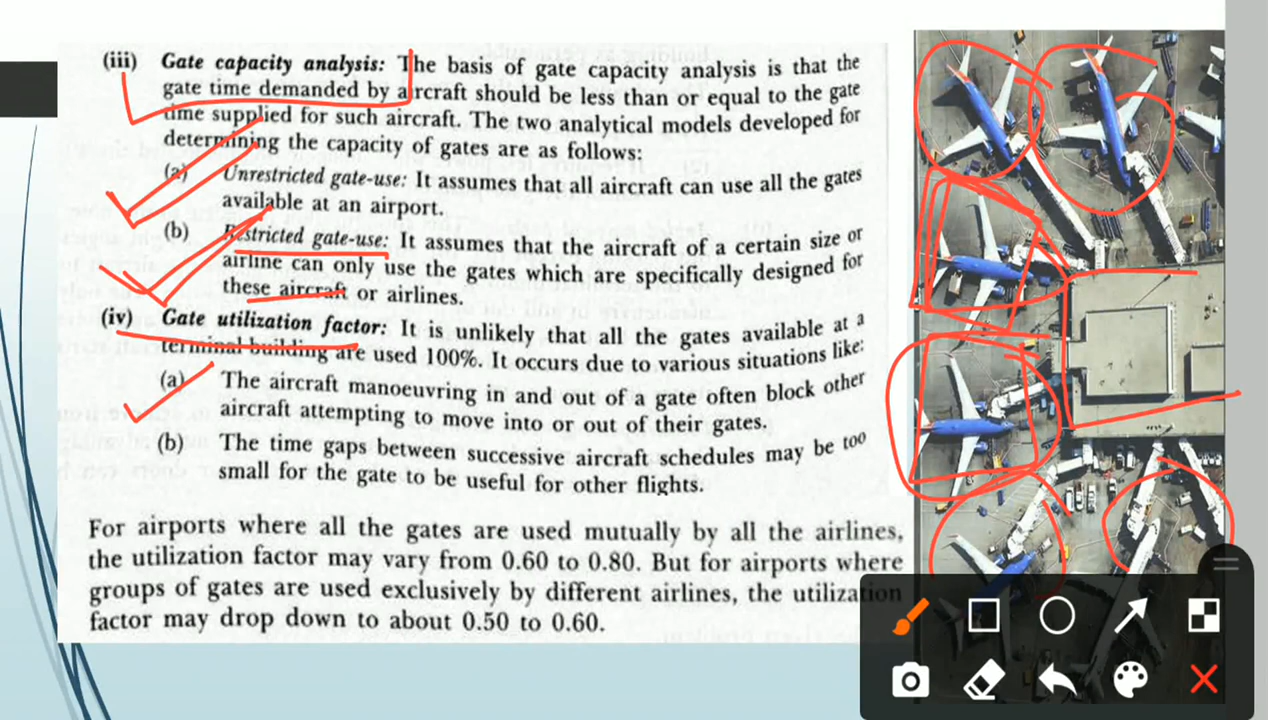 (iii) Gate capacity analysis: The basis of gate capacity analysis is that the
gate time demanded by aircraft should be less than or equal to the gate
time supplied for such aircraft. The two analytical models developed for
determining the capacity of gates are as follows:
(a) Unrestricted gate-use: It assumes that all aircraft can use all the gates
available at an airport.
(b) Restricted gate-use: It assumes that the aircraft of a certain size or
airline can only use the gates which are specifically designed for
these aircraft or airlines.
(iv) Gate utilization factor: It is unlikely that all the gates available at a
terminal building are used 100%. It occurs due to various situations like:
(a) The aircraft manoeuvring in and out of a gate often block other
aircraft attempting to move into or out of their gates.
(b) The time gaps between successive aircraft schedules may be too
small for the gate to be useful for other flights.
For airports where all the gates are used mutually by all the airlines,
the utilization factor may vary from 0.60 to 0.80. But for airports where
groups of gates are used exclusively by different airlines, the utilization
factor may drop down to about 0.50 to 0.60.